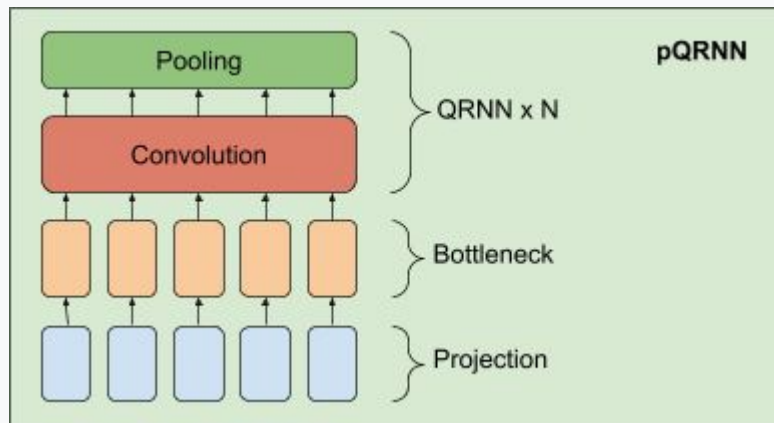 pQRNN
Pooling
QRNN x N
Convolution
Bottleneck
Projection